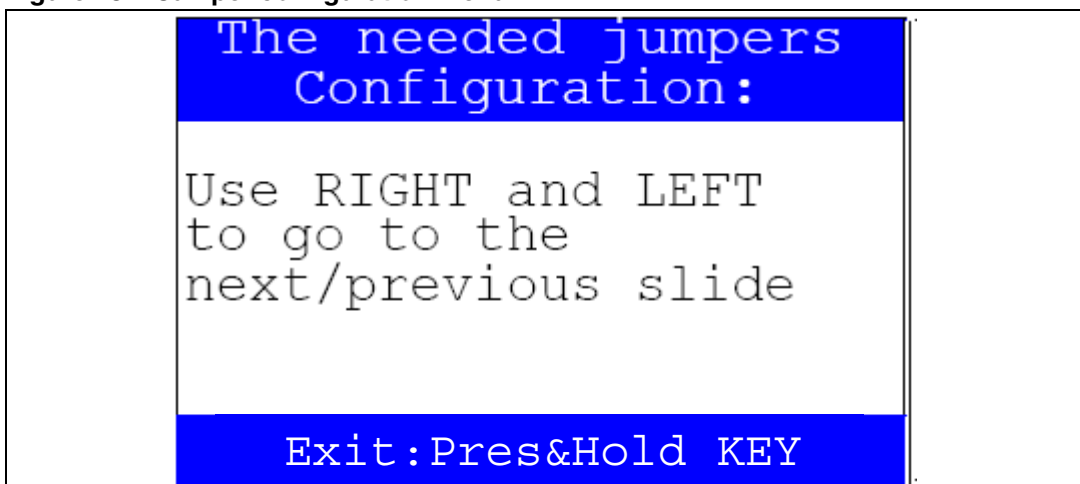 The needed jumpers
Configuration:
Use RIGHT and LEFT
to go to the
next/previous slide
Exit:Pres&Hold KEY